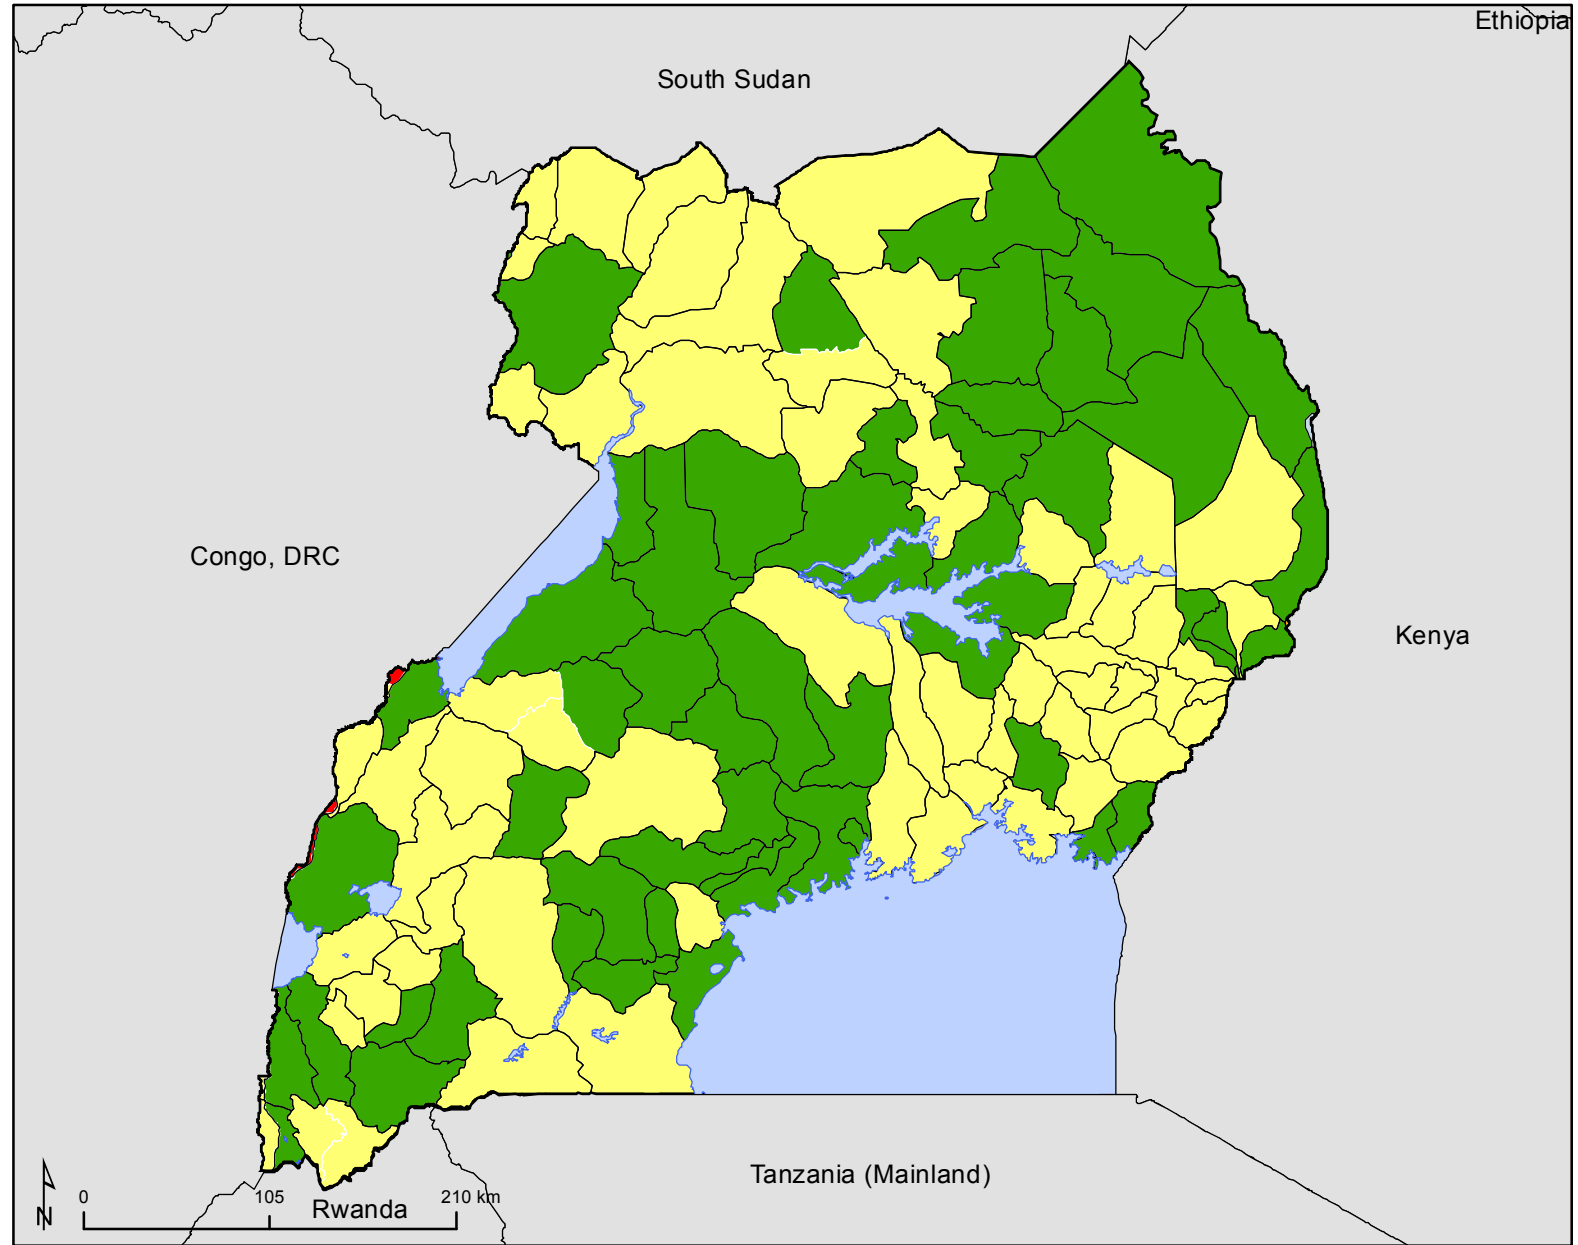 Ethiopia
South Sudan
Congo, DRC
Kenya
Tanzania (Mainland)
0 105 210 km
Rwanda
N